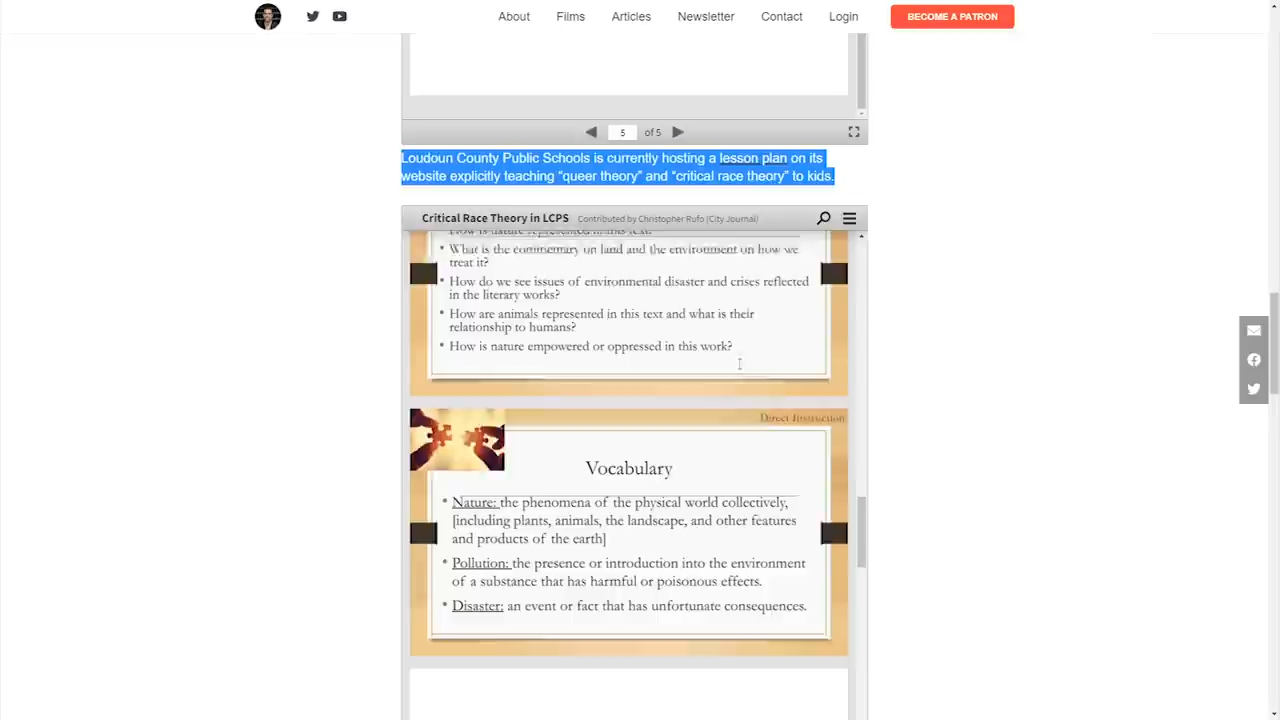 About Films Articles Newsletter Contact Login BECOME A PATRON
5 of 5
Loudoun County Public Schools is currently hosting a lesson plan on its
website explicitly teaching “queer theory” and “critical race theory” to kids.
Critical Race Theory in LCPS Contributed by Christopher Rufo (City Journal)
How is nature represented in this text.
• What is the commentary on land and the environment on how we
treat it?
• How do we see issues of environmental disaster and crises reflected
in the literary works?
• How are animals represented in this text and what is their
relationship to humans?
• How is nature empowered or oppressed in this work?
Direct Instruction
Vocabulary
• Nature: the phenomena of the physical world collectively,
[including plants, animals, the landscape, and other features
and products of the earth]
• Pollution: the presence or introduction into the environment
of a substance that has harmful or poisonous effects.
• Disaster: an event or fact that has unfortunate consequences.